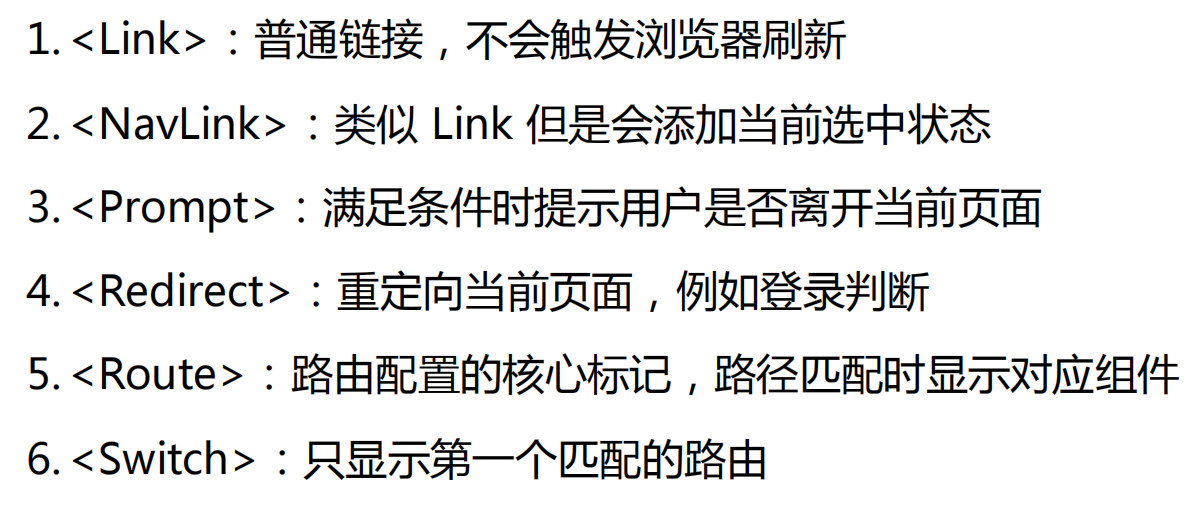 1. <Link>：普通链接，不会触发浏览器刷新
2. <NavLink>：类似 Link 但是会添加当前选中状态
3. <Prompt>：满足条件时提示用户是否离开当前页面
4. <Redirect>：重定向当前页面，例如登录判断
5. <Route>：路由配置的核心标记，路径匹配时显示对应组件
6. <Switch>：只显示第一个匹配的路由